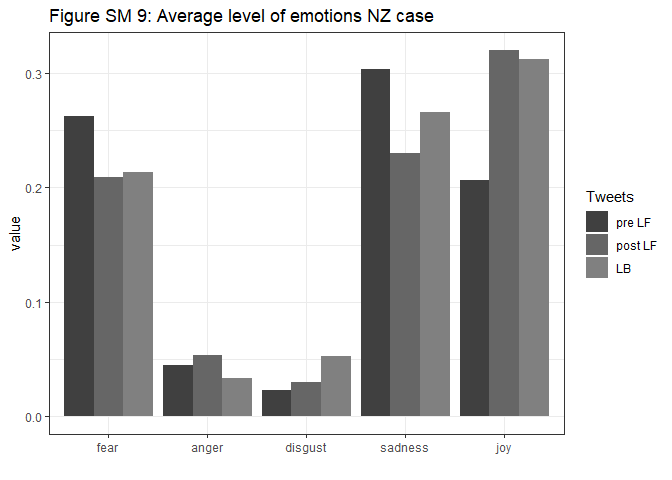 Figure SM 9: Average level of emotions NZ case
0.3
0.2
0.1
0.0
value
fear anger disgust sadness joy
Tweets
pre LF
post LF
LB